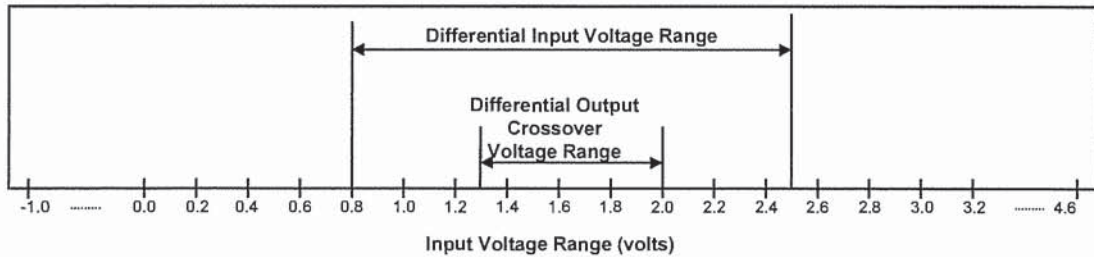 Differential Input Voltage Range
Differential Output
Crossover
Voltage Range
-1.0 ......... 0.0 0.2 0.4 0.6 0.8 1.0 1.2 1.4 1.6 1.8 2.0 2.2 2.4 2.6 2.8 3.0 3.2 ......... 4.6
Input Voltage Range (volts)